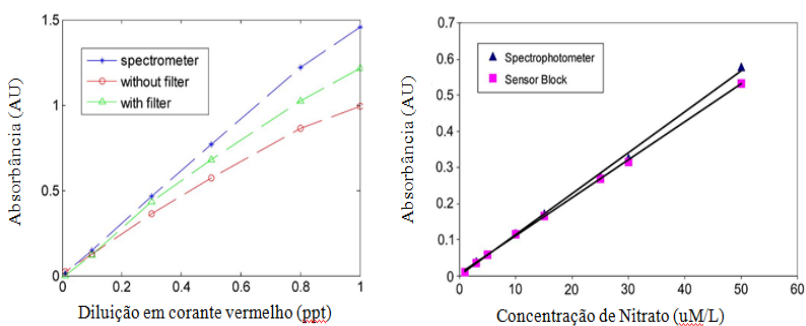 Absorbância (AU)
1.5
1
0.5
0
spectrometer
without filter
with filter
0 0.2 0.4 0.6 0.8 1
Diluição em corante vermelho (ppt)
Absorbância (AU)
0.7
0.6
0.5
0.4
0.3
0.2
0.1
0
Spectrophotometer
Sensor Block
0 10 20 30 40 50 60
Concentração de Nitrato (uM/L)